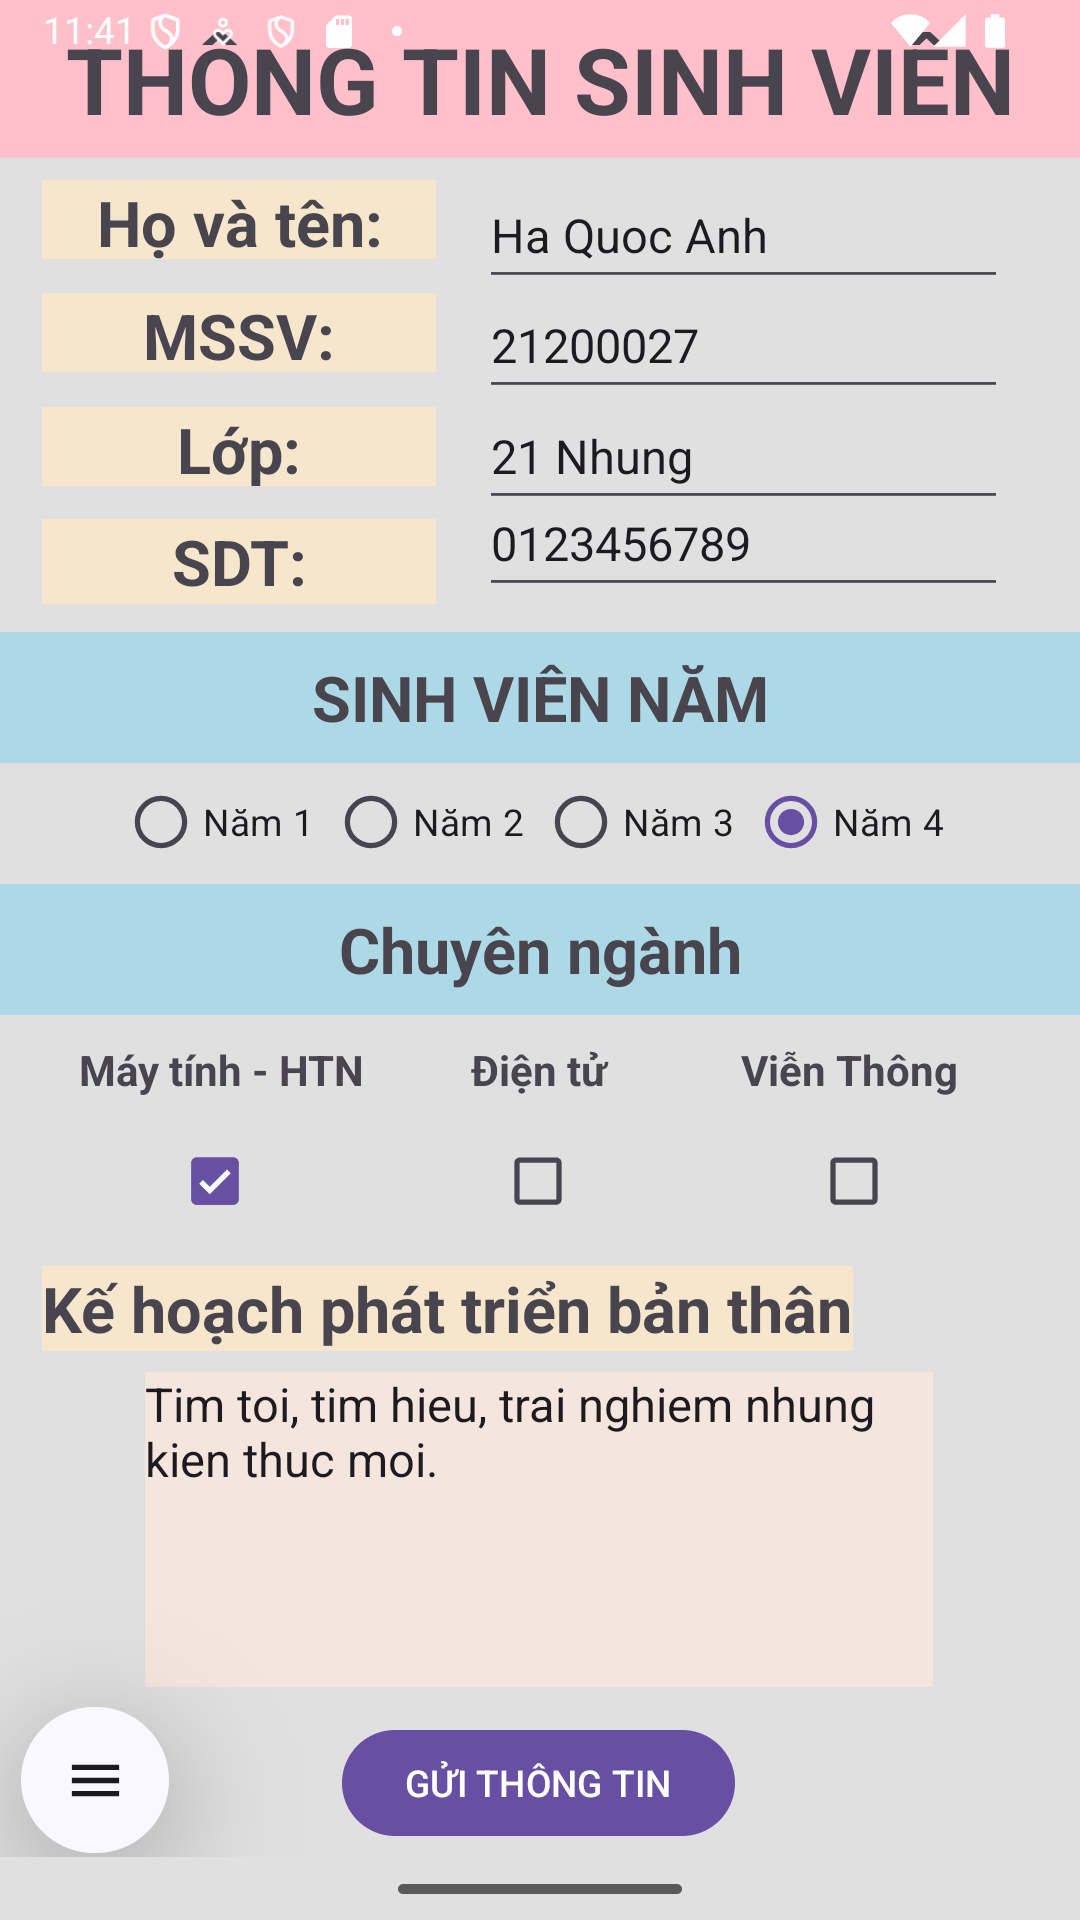 11:41
THÔNG TIN SINH VIÊN
Họ và tên:
Ha Quoc Anh
MSSV:
21200027
Lớp:
21 Nhung
SDT:
0123456789
SINH VIÊN NĂM
Năm 1 Năm 2 Năm 3 Năm 4
Chuyên ngành
Máy tính - HTN Điện tử Viễn Thông
Kế hoạch phát triển bản thân
Tim toi, tim hieu, trai nghiem nhung
kien thuc moi.
GỬI THÔNG TIN